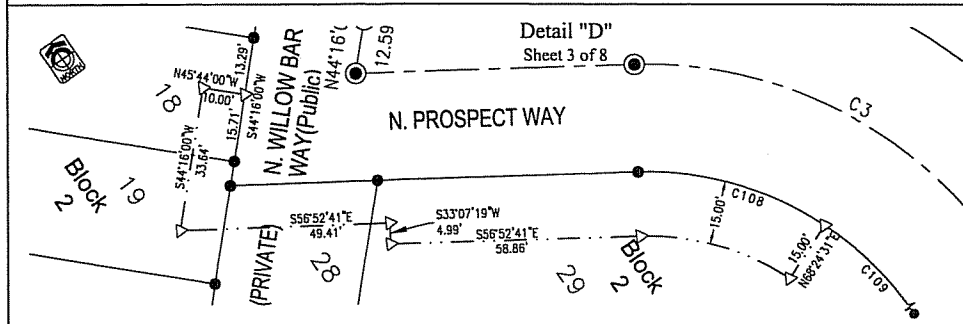 Detail "D"
Sheet 3 of 8
NORTH
N45°44'00"W
10.00'
13.29'
S44°16'00"W
15.71'
18
S44°16'00"W
33.64'
Block
2
19
N. WILLOW BAR
WAY(Public)
N44°16'(
12.59
N. PROSPECT WAY
C3
(PRIVATE)
S56°52'41"E
49.41'
S33°07'19"W
4.99'
S56°52'41"E
58.86'
28
29
Block
2
15.00'
C108
15.00'
N68°24'31"E
C109